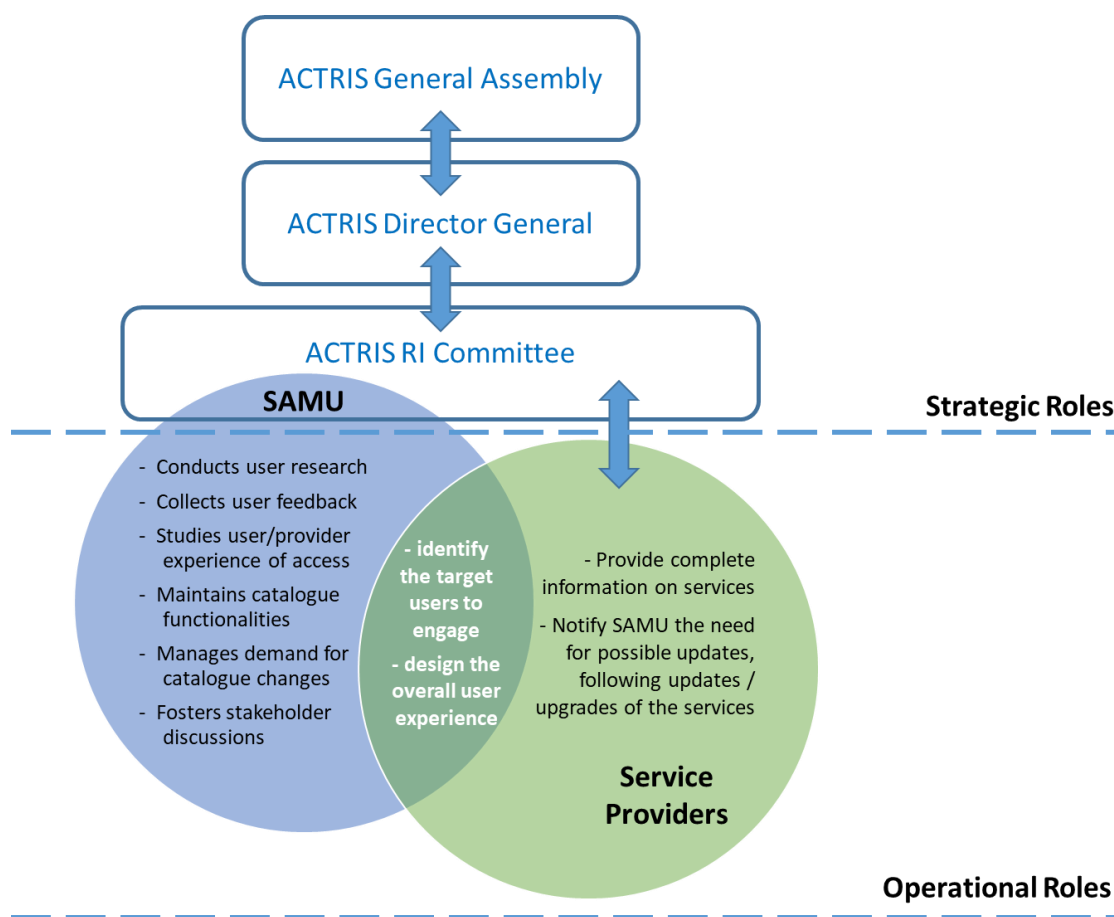 ACTRIS General Assembly
ACTRIS Director General
ACTRIS RI Committee
SAMU
Strategic Roles
- Conducts user research
- Collects user feedback
- Studies user/provider
experience of access
- Maintains catalogue
functionalities
- Manages demand for
catalogue changes
- Fosters stakeholder
discussions
- identify
the target
users to
engage
- design the
overall user
experience
- Provide complete
information on services
- Notify SAMU the need
for possible updates,
following updates /
upgrades of the services
Service
Providers
Operational Roles